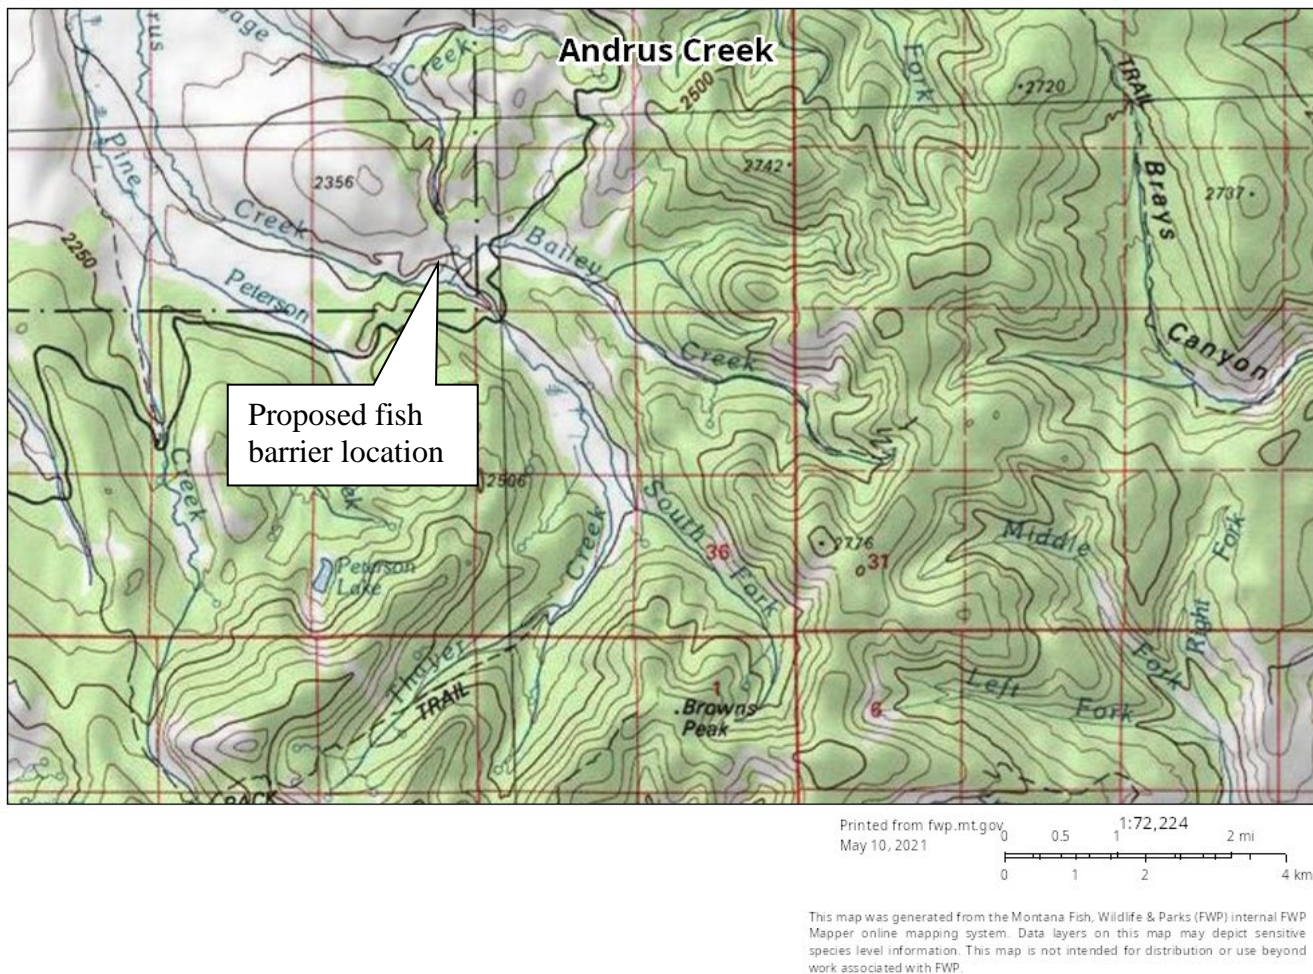 Andrus Creek
Creek
Fork
TRAIL
2500
2720
Pine
2742
Brays
2356
2737
Creek
Bailey
2250
Peterson
Creek
Canyon
Proposed fish
barrier location
Creek
2506
South
36
Fork
Middle
2776
31
Fork
Creek
Peterson
Lake
Right
Fork
Thayer
TRAIL
1
Browns
Peak
Left
6
Fork
Printed from fwp.mt.gov
May 10, 2021
1:72,224
0 0.5 1 2 mi
0 1 2 4 km
This map was generated from the Montana Fish, Wildlife & Parks (FWP) internal FWP
Mapper online mapping system. Data layers on this map may depict sensitive
species level information. This map is not intended for distribution or use beyond
work associated with FWP.